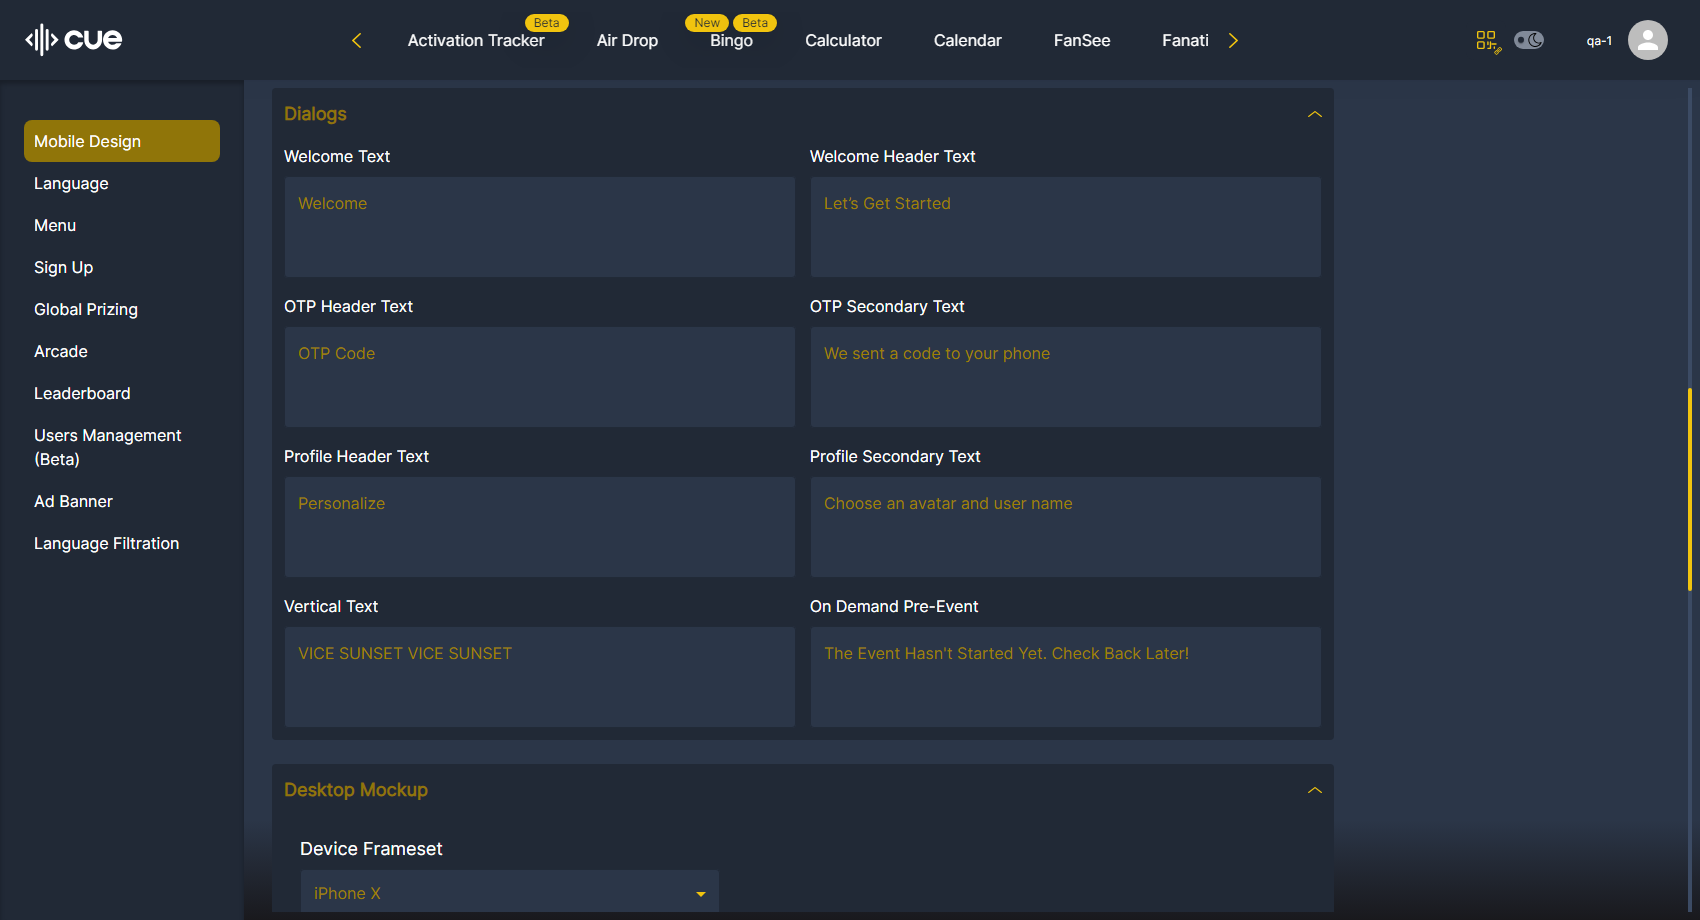 cue
Activation Tracker
Beta
Air Drop
New
Beta
Bingo
Calculator
Calendar
FanSee
Fanati
qa-1
Mobile Design
Language
Menu
Sign Up
Global Prizing
Arcade
Leaderboard
Users Management
(Beta)
Ad Banner
Language Filtration
Dialogs
Welcome Text
Welcome
Welcome Header Text
Let's Get Started
OTP Header Text
OTP Code
OTP Secondary Text
We sent a code to your phone
Profile Header Text
Personalize
Profile Secondary Text
Choose an avatar and user name
Vertical Text
VICE SUNSET VICE SUNSET
On Demand Pre-Event
The Event Hasn't Started Yet. Check Back Later!
Desktop Mockup
Device Frameset
iPhone X